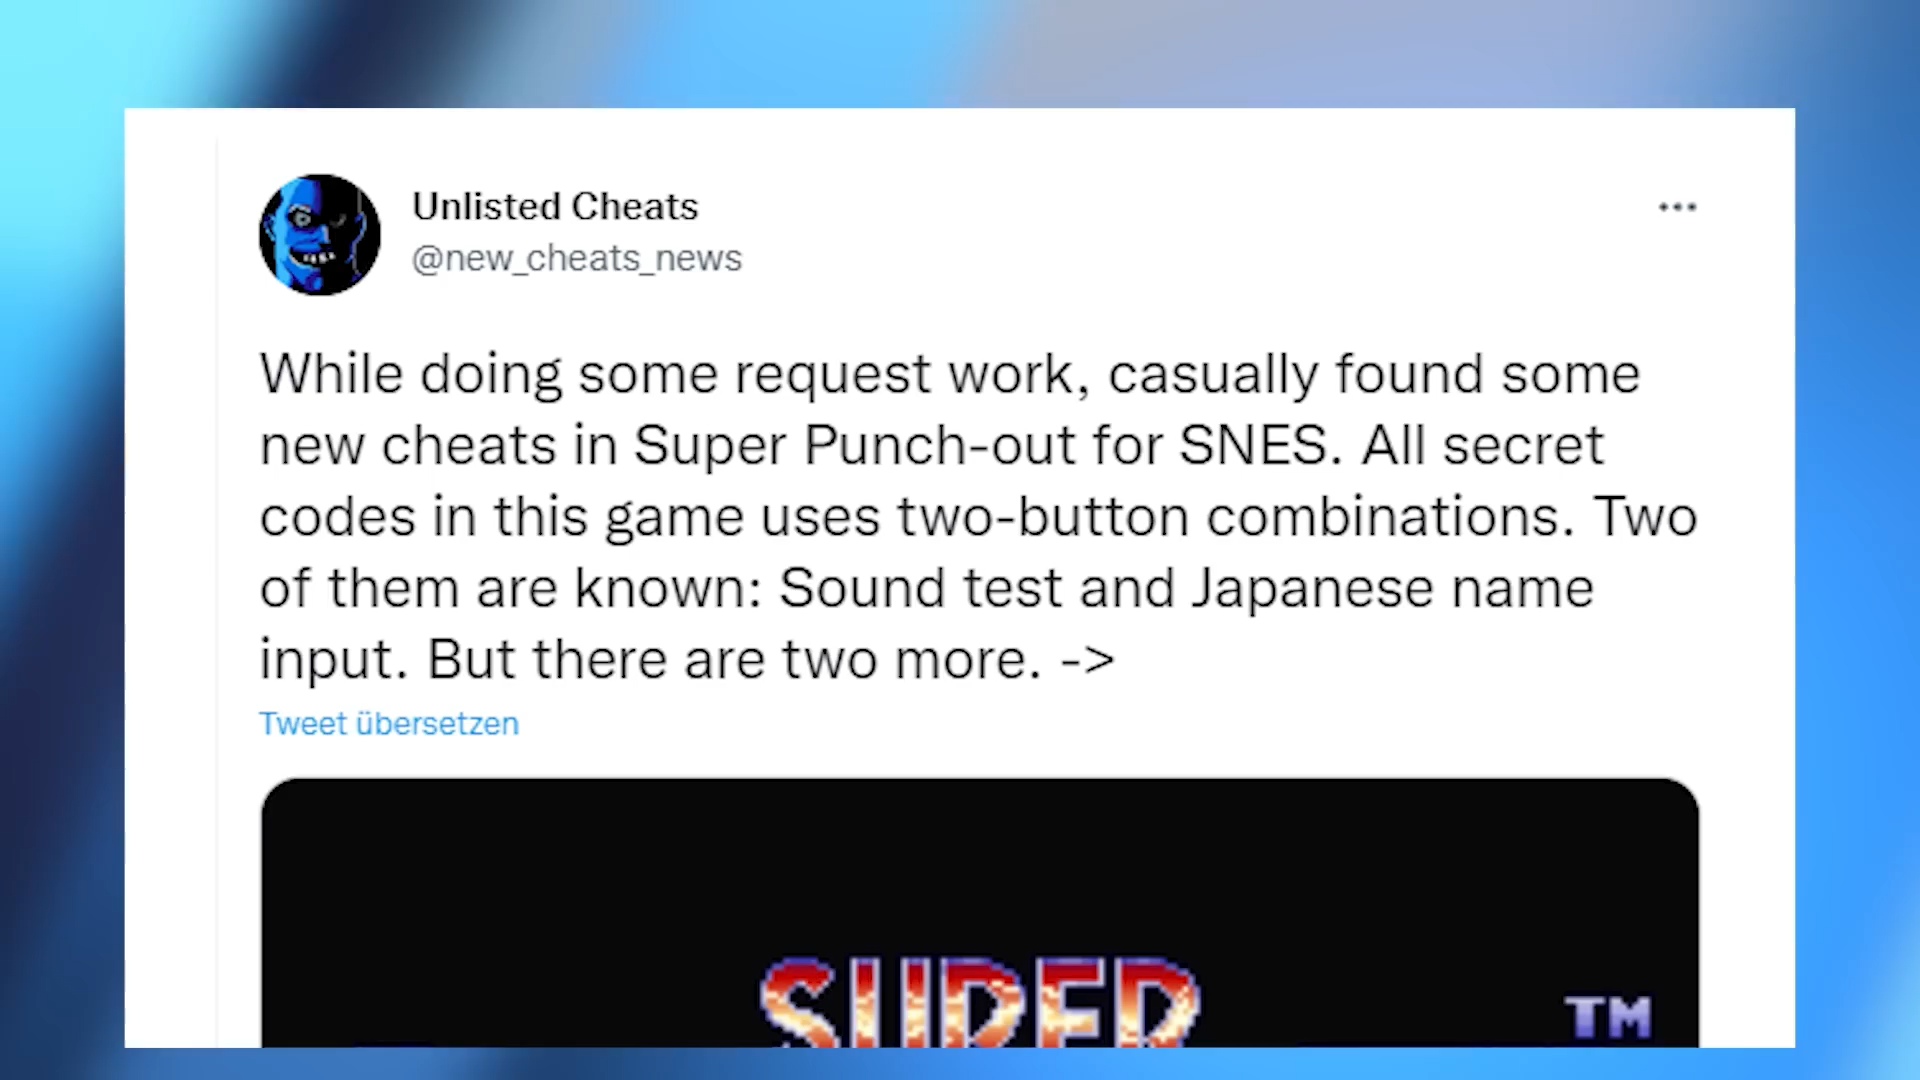 Unlisted Cheats
@new_cheats_news
While doing some request work, casually found some
new cheats in Super Punch-out for SNES. All secret
codes in this game uses two-button combinations. Two
of them are known: Sound test and Japanese name
input. But there are two more. ->
Tweet übersetzen
SUPER
TM